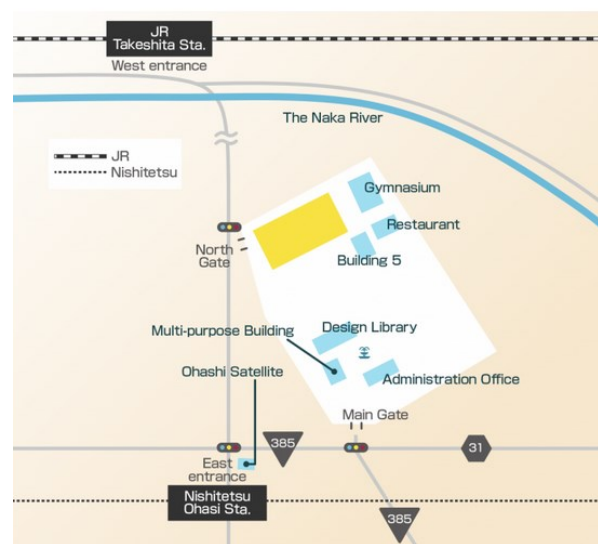 JR
Takeshita Sta.
West entrance
The Naka River
JR
Nishitetsu
Gymnasium
Restaurant
North
Gate
Building 5
Design Library
Multi-purpose Building
Ohashi Satellite
Administration Office
Main Gate
385
31
East
entrance
Nishitetsu
Ohasi Sta.
385